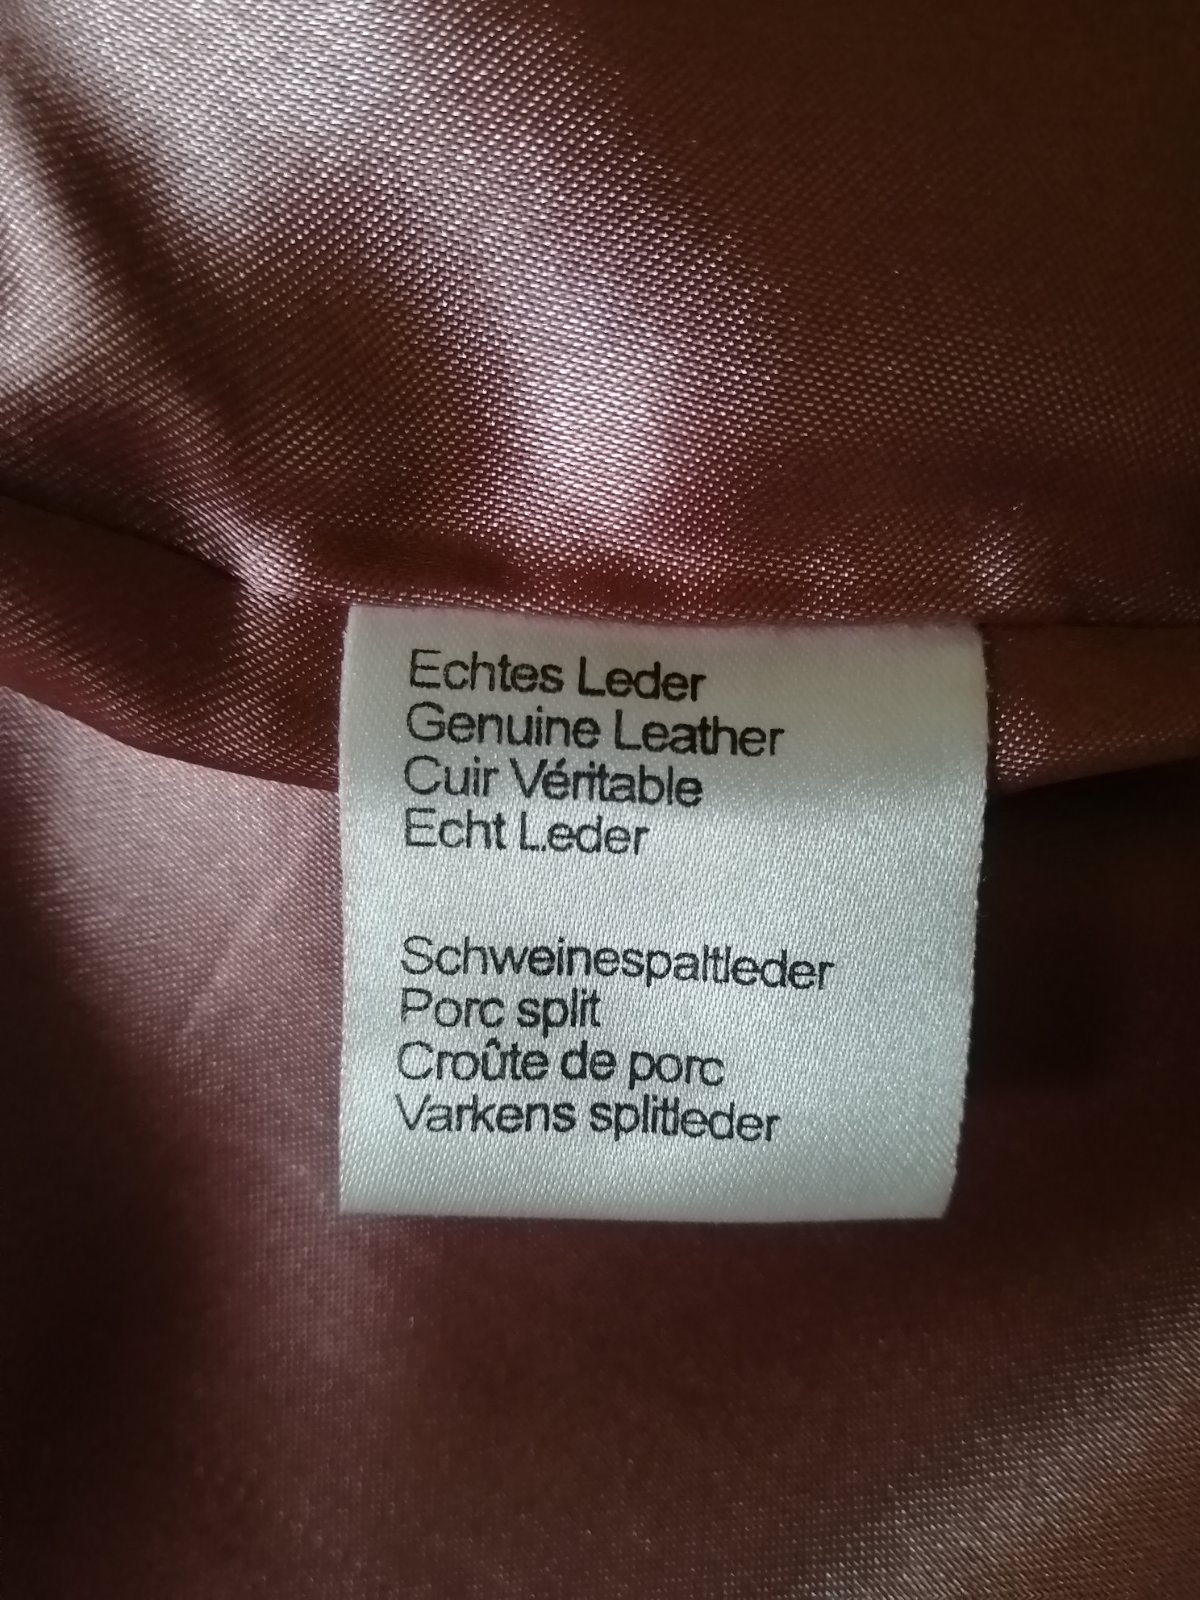 Echtes Leder
Genuine Leather
Cuir Véritable
Echt Leder
Schweinespaltleder
Porc split
Croûte de porc
Varkens splitleder